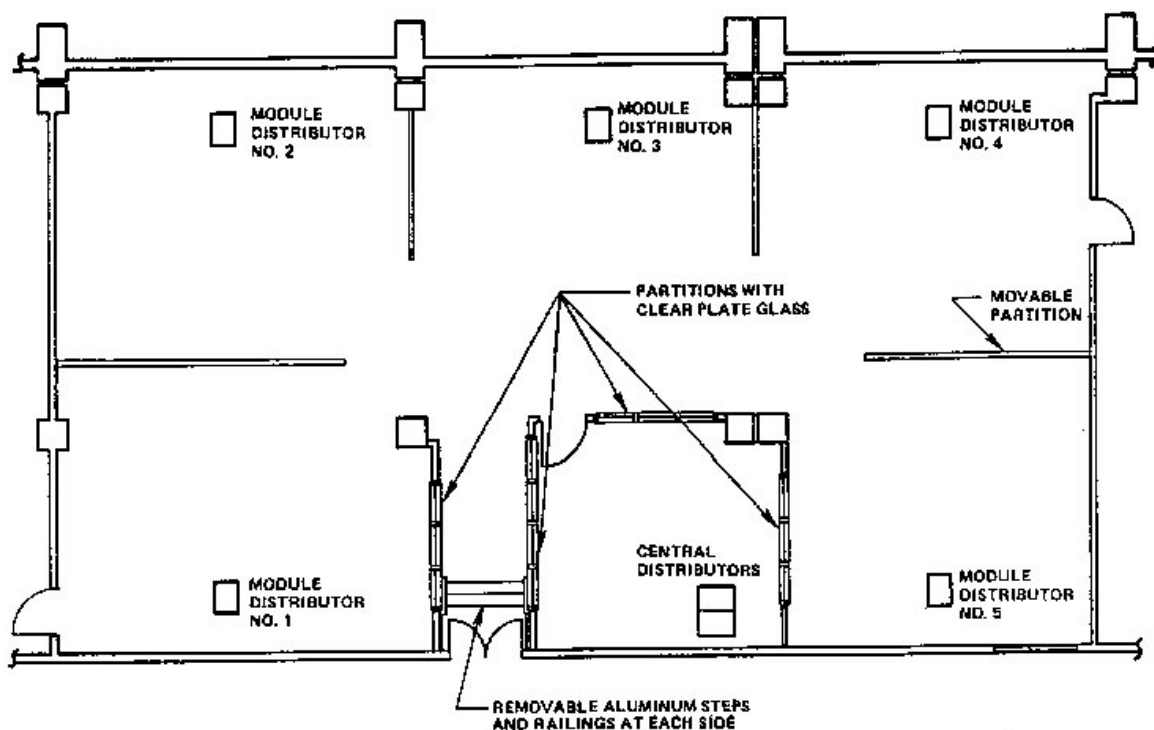 MODULE
DISTRIBUTOR
NO. 2
MODULE
DISTRIBUTOR
NO. 3
MODULE
DISTRIBUTOR
NO. 4
PARTITIONS WITH
CLEAR PLATE GLASS
MOVABLE
PARTITION
CENTRAL
DISTRIBUTORS
MODULE
DISTRIBUTOR
NO. 1
MODULE
DISTRIBUTOR
NO. 5
REMOVABLE ALUMINUM STEPS
AND RAILINGS AT EACH SIDE